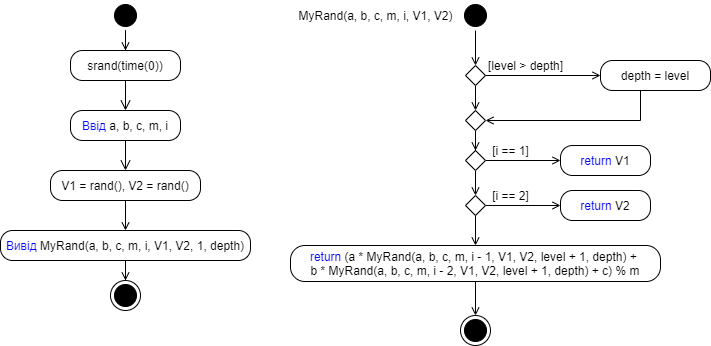 srand(time(0))
Ввід a, b, c, m, i
V1 = rand(), V2 = rand()
Вивід MyRand(a, b, c, m, i, V1, V2, 1, depth)
MyRand(a, b, c, m, i, V1, V2)
[level > depth]
depth = level
[i == 1]
return V1
[i == 2]
return V2
return (a * MyRand(a, b, c, m, i - 1, V1, V2, level + 1, depth) +
b * MyRand(a, b, c, m, i - 2, V1, V2, level + 1, depth) + c) % m